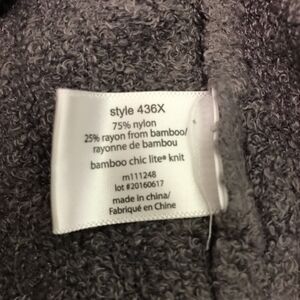 style 436X
75% nylon
25% rayon from bamboo/
rayonne de bambou
bamboo chic lite® knit
m111248
lot #20160617
made in china/
Fabriqué en Chine